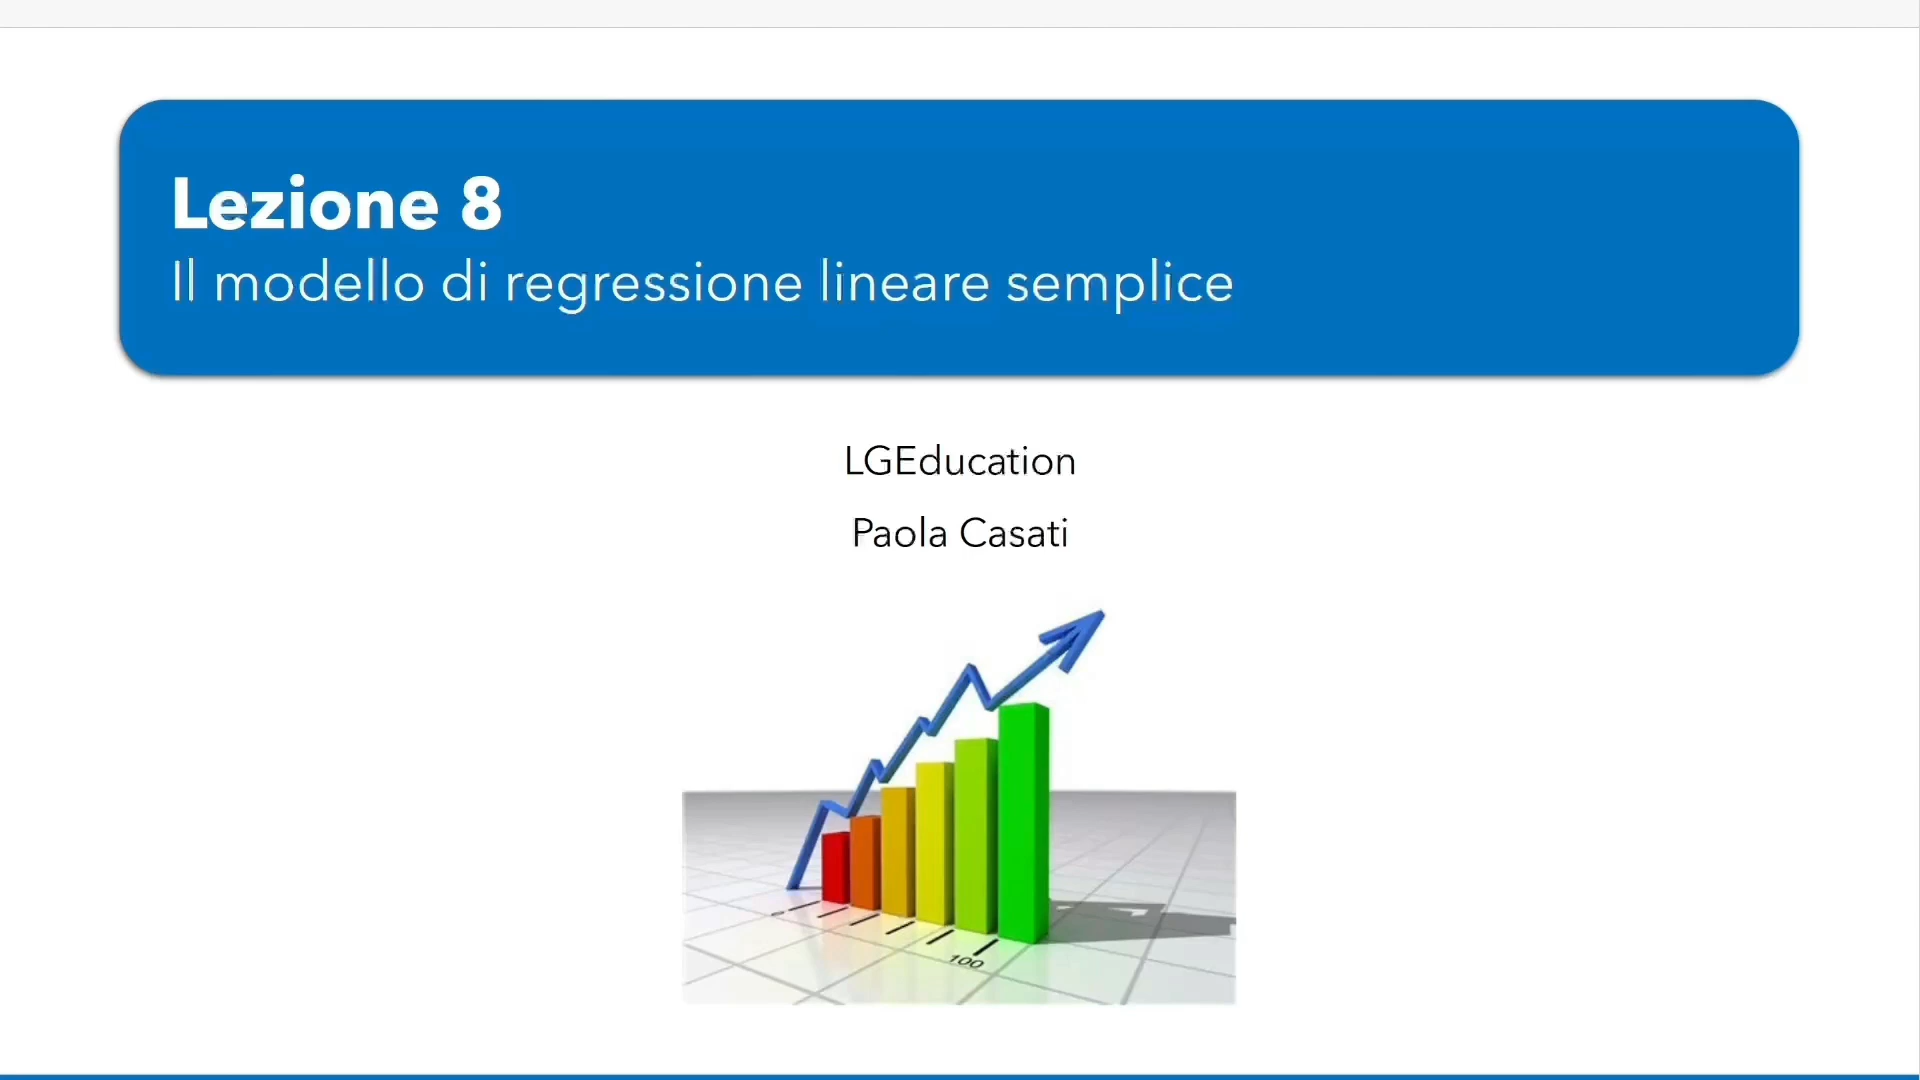 Lezione 8
Il modello di regressione lineare semplice
LGEducation
Paola Casati
100